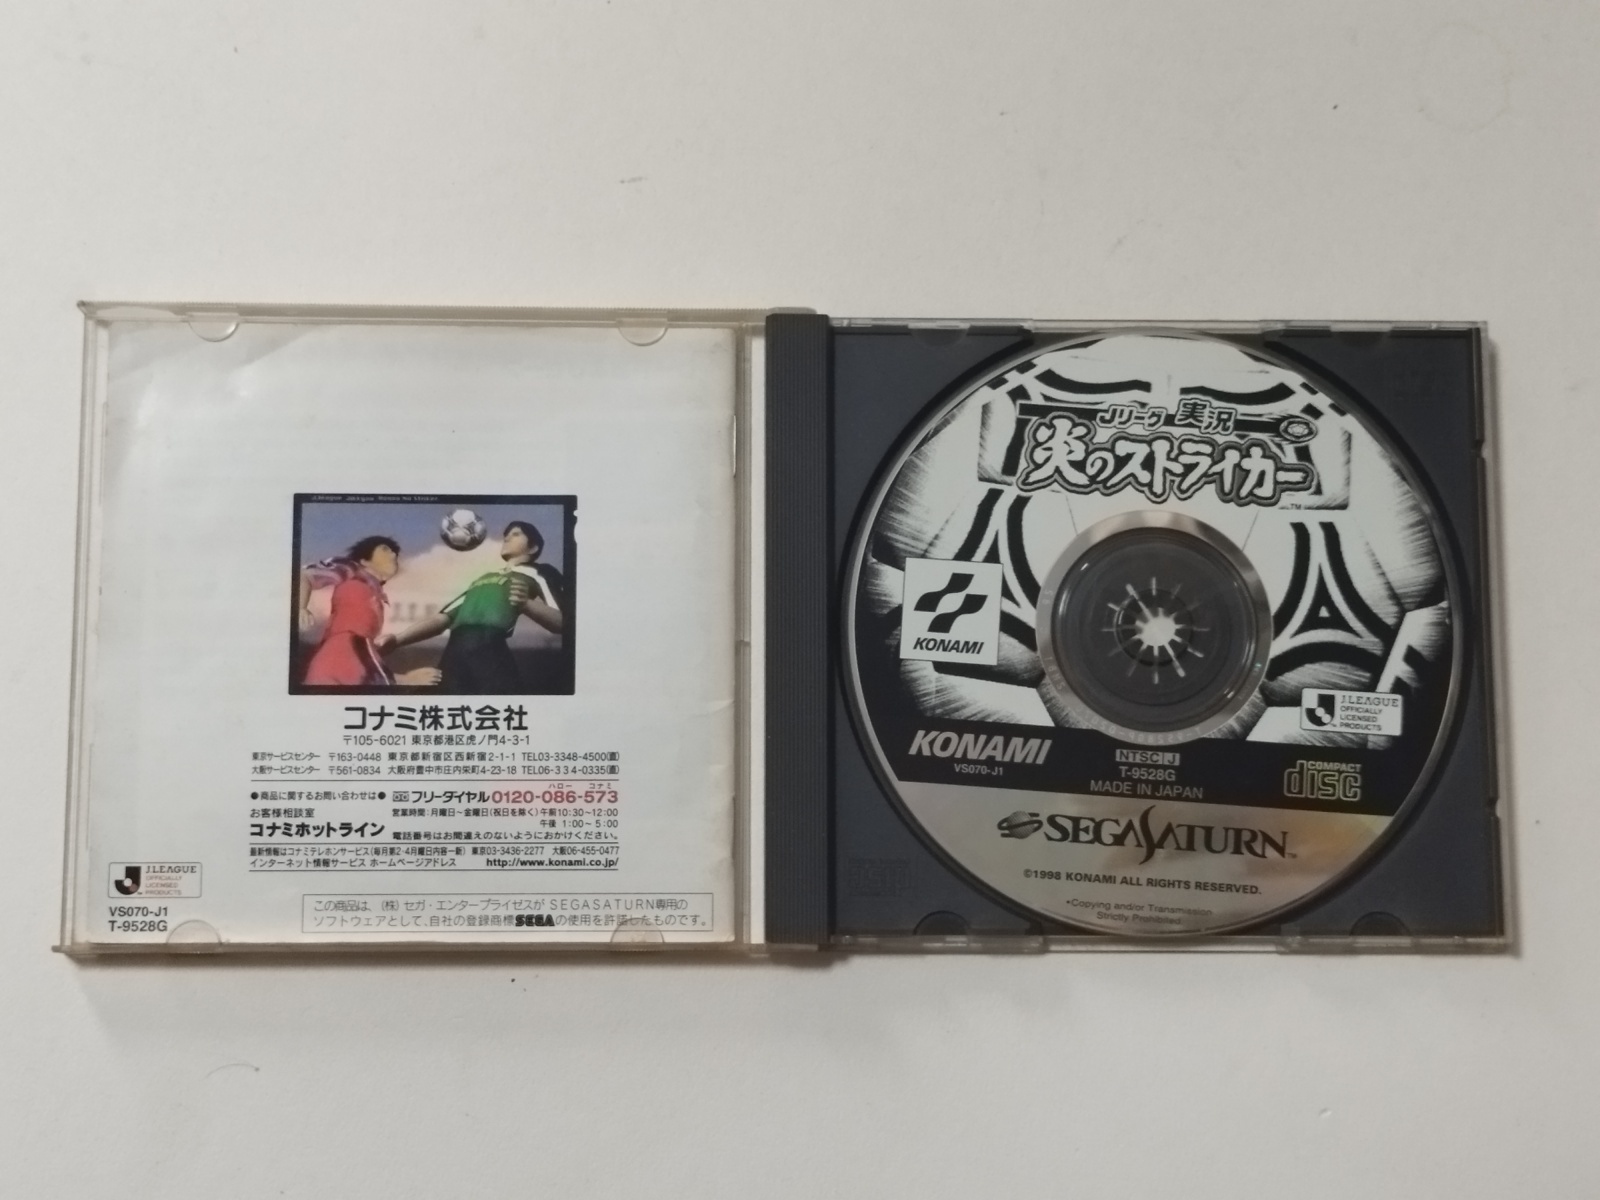 コナミ株式会社
〒105-6021 東京都港区虎ノ門4-3-1
東京サービスセンター 〒163-0448 東京都新宿区西新宿2-1-1 TEL03-3348-4500(直)
大阪サービスセンター 〒561-0834 大阪府豊中市庄内栄町4-23-18 TEL06-334-0335(直)
ハロー コナミ
●商品に関するお問い合わせは● フリーダイヤル0120-086-573
お客様相談室
コナミホットライン
営業時間:月曜日〜金曜日(祝日を除く)午前10:30〜12:00
午後 1:00〜5:00
電話番号はお間違えのないようにおかけください。
最新情報はコナミテレホンサービス(毎月第2・4月曜日内容一新) 東京03-3436-2277 大阪06-455-0477
インターネット情報サービス ホームページアドレス http://www.konami.co.jp/
J.LEAGUE
OFFICIALLY
LICENSED
PRODUCTS
VS070-J1
T-9528G
この商品は、(株)セガ・エンタープライゼスがSEGASATURN専用の
ソフトウェアとして、自社の登録商標SEGAの使用を許諾したものです。
Jリーグ 実況
炎のストライカー
TM
KONAMI
J.LEAGUE
OFFICIALLY
LICENSED
PRODUCTS
KONAMI
VS070-J1
NTSC J
T-9528G
MADE IN JAPAN
COMPACT
disc
SEGASATURN
TM
©1998 KONAMI ALL RIGHTS RESERVED.
•Copying and/or Transmission
Strictly Prohibited.